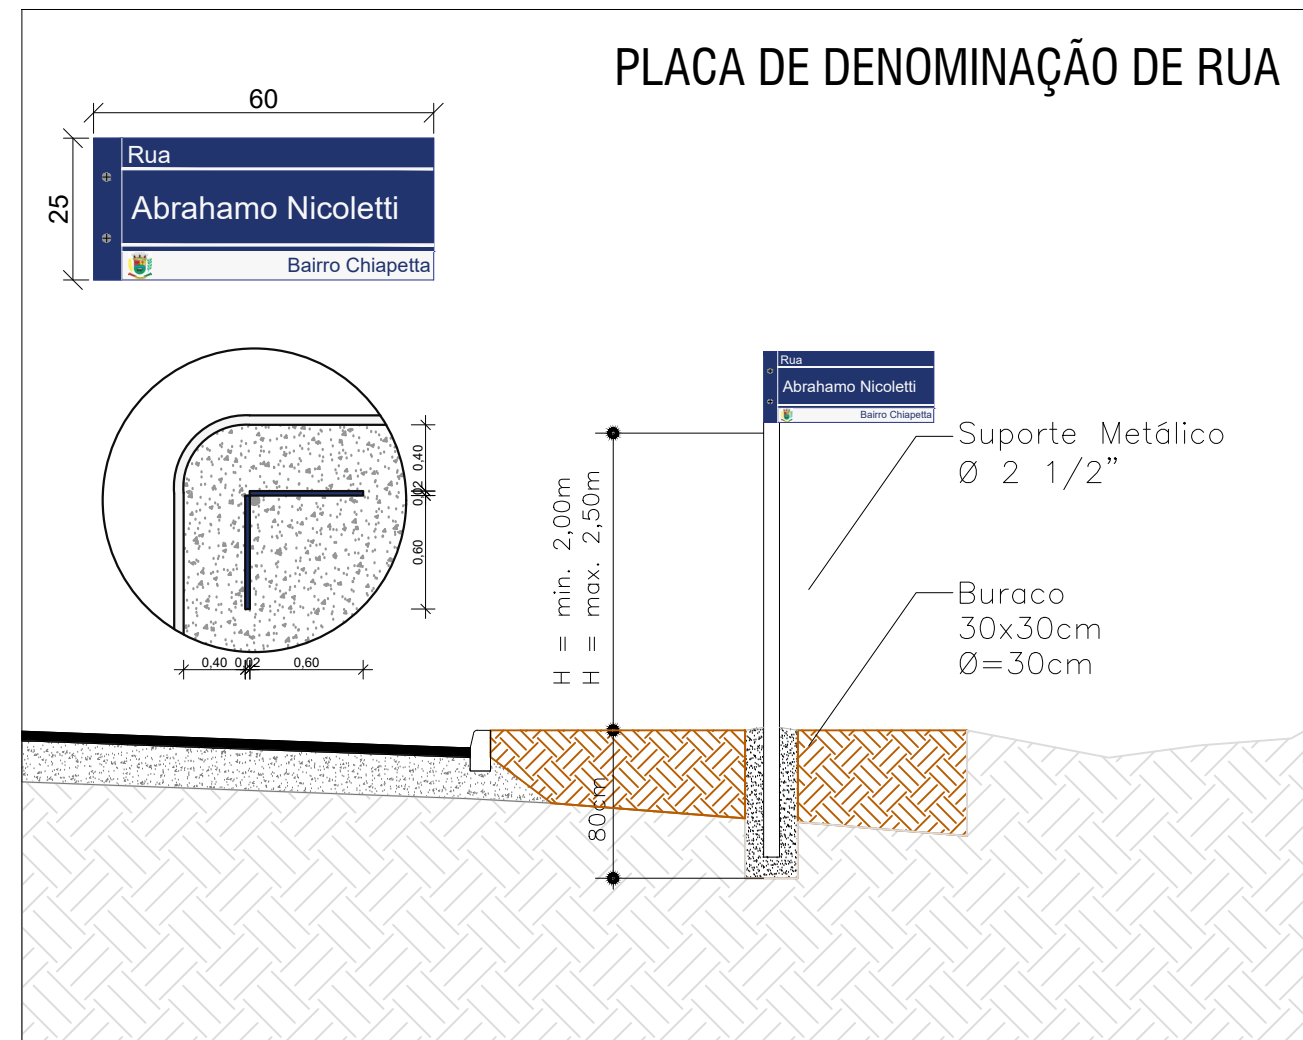 PLACA DE DENOMINAÇÃO DE RUA
60
25
Rua
Abrahamo Nicoletti
Bairro Chiapetta
0,40
0,02
0,60
0,40 0,02 0,60
Rua
Abrahamo Nicoletti
Bairro Chiapetta
H = min. 2,00m
H = max. 2,50m
80cm
Suporte Metálico
Ø 2 1/2”
Buraco
30x30cm
Ø=30cm